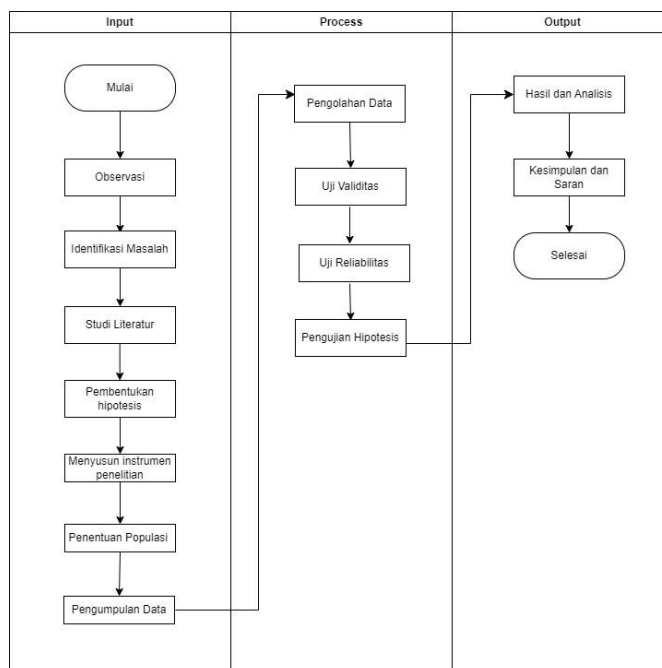 Input
Process
Output
Mulai
Observasi
Identifikasi Masalah
Studi Literatur
Pembentukan
hipotesis
Menyusun instrumen
penelitian
Penentuan Populasi
Pengumpulan Data
Pengolahan Data
Uji Validitas
Uji Reliabilitas
Pengujian Hipotesis
Hasil dan Analisis
Kesimpulan dan
Saran
Selesai